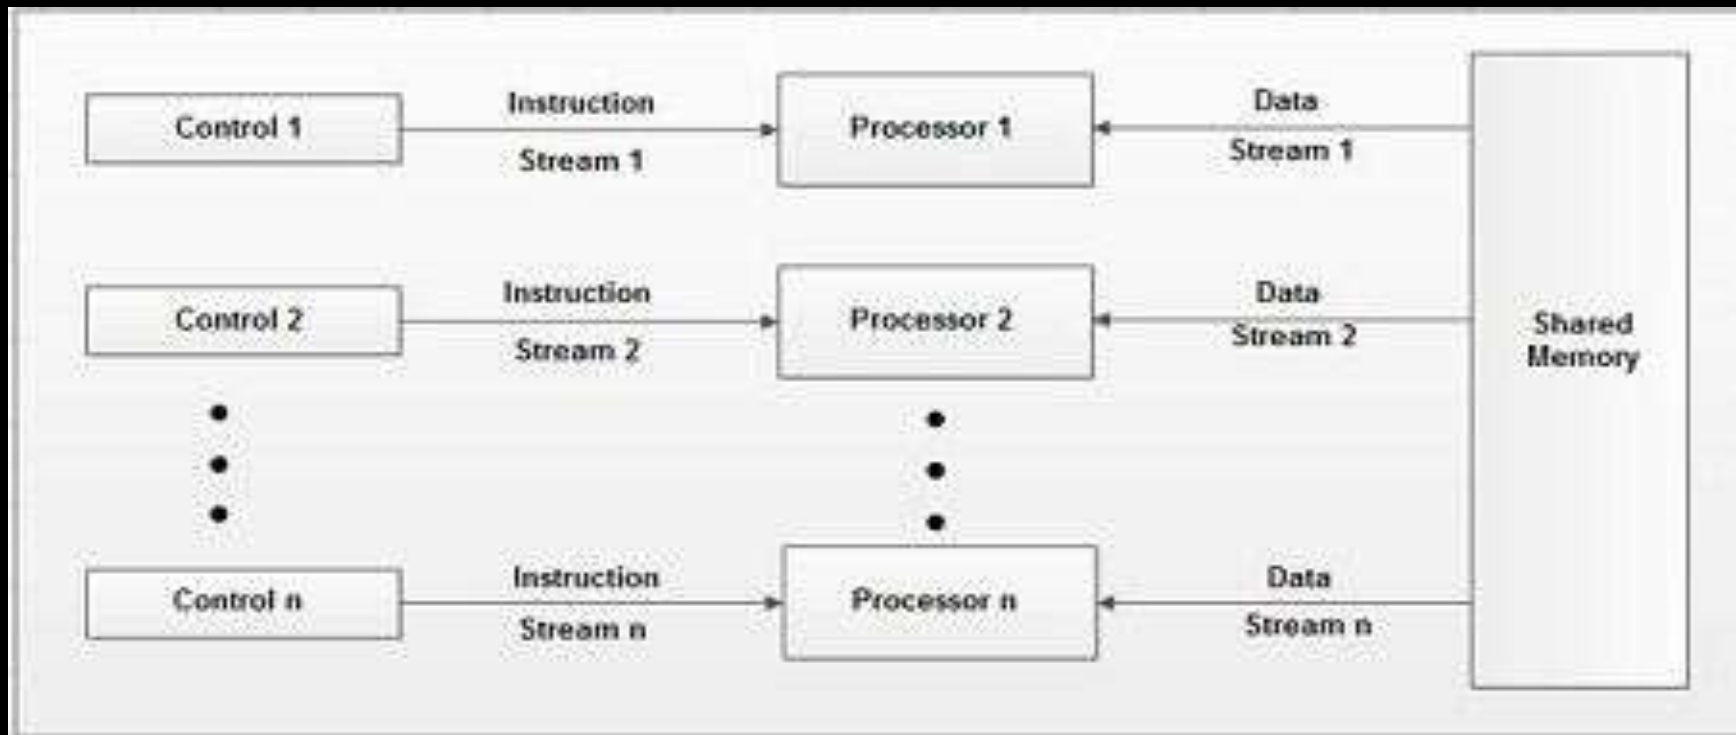 Control 1
Instruction
Stream 1
Processor 1
Data
Stream 1
Control 2
Instruction
Stream 2
Processor 2
Data
Stream 2
Shared
Memory
Control n
Instruction
Stream n
Processor n
Data
Stream n